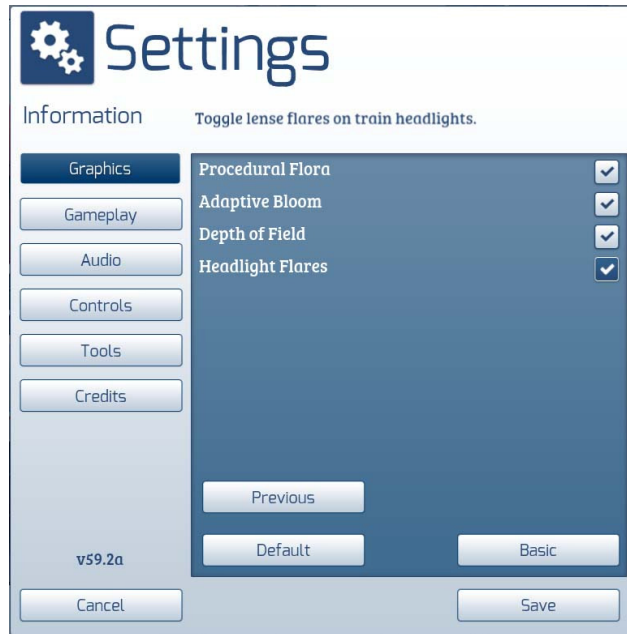 Settings
Information
Toggle lense flares on train headlights.
Graphics
Procedural Flora
Adaptive Bloom
Gameplay
Depth of Field
Audio
Headlight Flares
Controls
Tools
Credits
Previous
v59.2a
Default
Basic
Cancel
Save